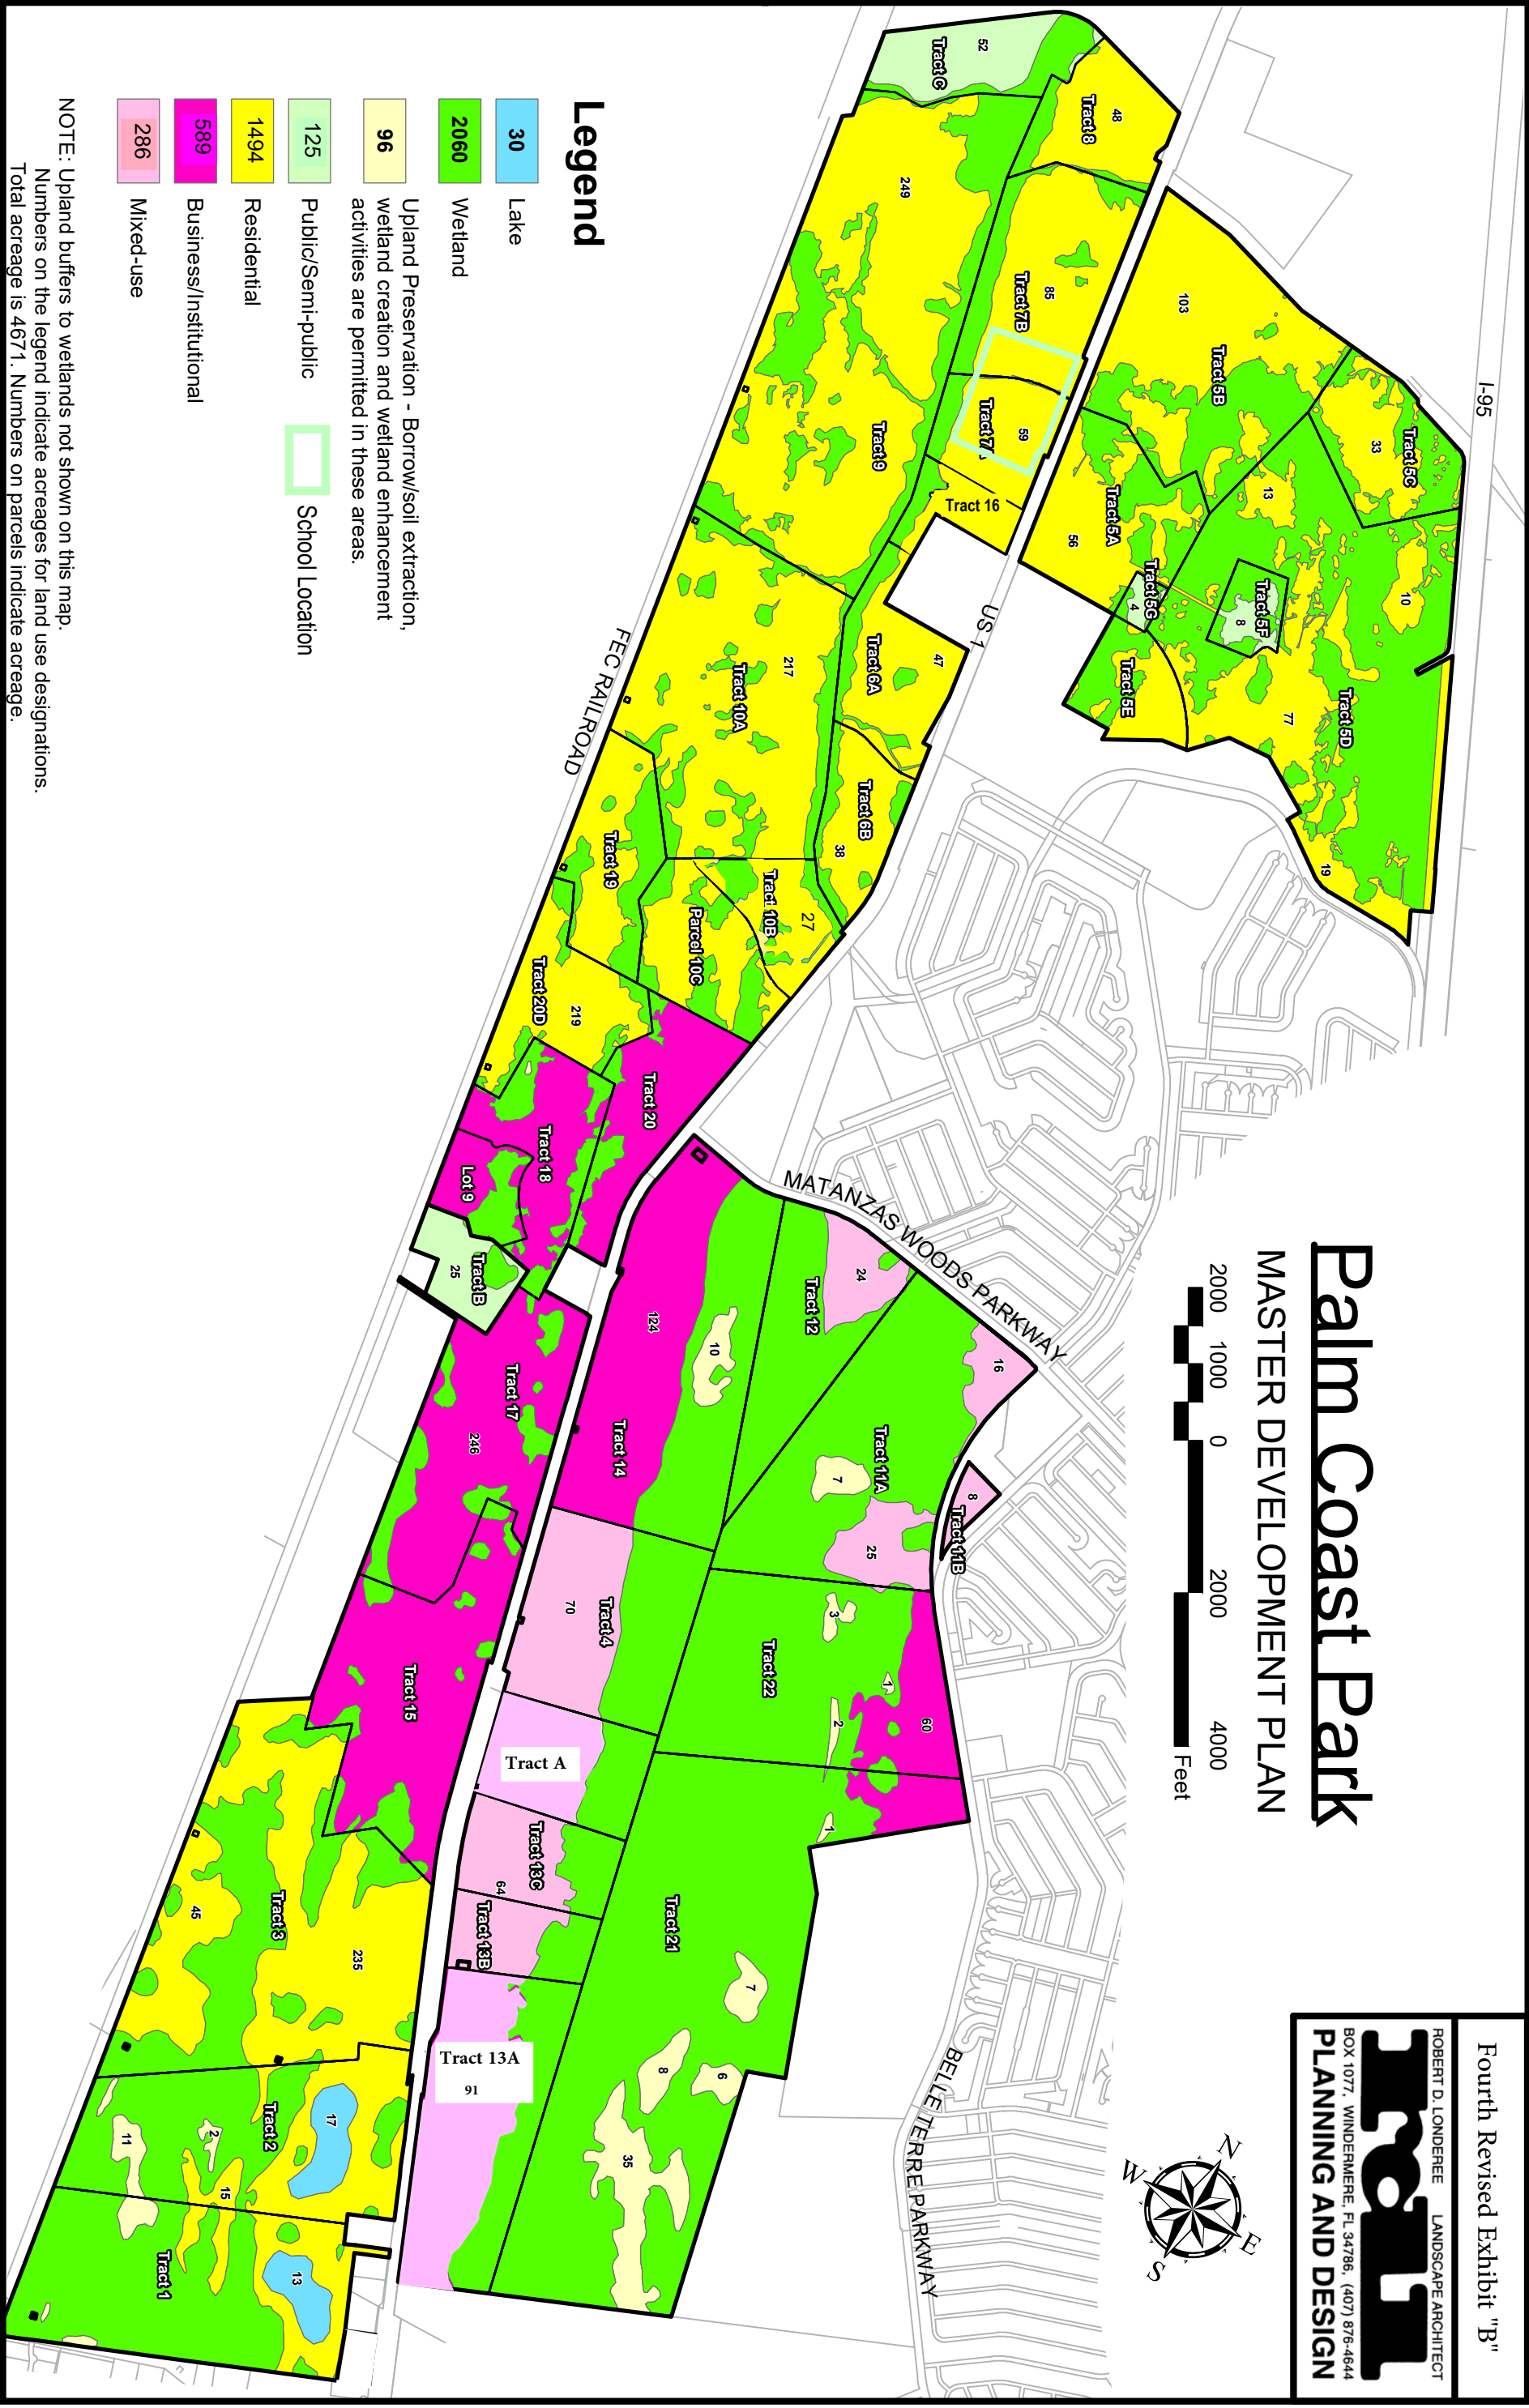 Fourth Revised Exhibit "B"
ROBERT D. LONDEREE LANDSCAPE ARCHITECT
rdl
BOX 1077, WINDERMERE, FL 34786, (407) 876-4644
PLANNING AND DESIGN
Palm Coast Park
MASTER DEVELOPMENT PLAN
2000 1000 0 2000 4000
Feet
N
E
S
W
I-95
US 1
FEC RAILROAD
MATANZAS WOODS PARKWAY
BELLE TERRE PARKWAY
52
Tract C
48
Tract 8
249
Tract 9
85
Tract 7B
59
Tract 7
Tract 16
103
Tract 5B
33
Tract 5C
13
10
Tract 5A
56
Tract 5G
4
Tract 5F
8
Tract 5E
77
Tract 5D
19
47
Tract 6A
Tract 6B
38
217
Tract 10A
Tract 10B
27
Parcel 10C
Tract 19
Tract 20D
219
Tract 20
Tract 18
Lot 9
Tract B
25
124
10
Tract 14
Tract 12
24
16
Tract 11A
7
25
8
Tract 11B
Tract 17
246
Tract 15
70
Tract 4
3
Tract 22
1
2
60
1
Tract A
Tract 13C
64
Tract 13B
Tract 13A
91
Tract 21
7
8
6
35
Tract 3
45
235
17
Tract 2
2
11
15
13
Tract 1
Legend
30 Lake
2060 Wetland
96 Upland Preservation - Borrow/soil extraction,
wetland creation and wetland enhancement
activities are permitted in these areas.
125 Public/Semi-public
School Location
1494 Residential
589 Business/Institutional
286 Mixed-use
NOTE: Upland buffers to wetlands not shown on this map.
Numbers on the legend indicate acreages for land use designations.
Total acreage is 4671. Numbers on parcels indicate acreage.